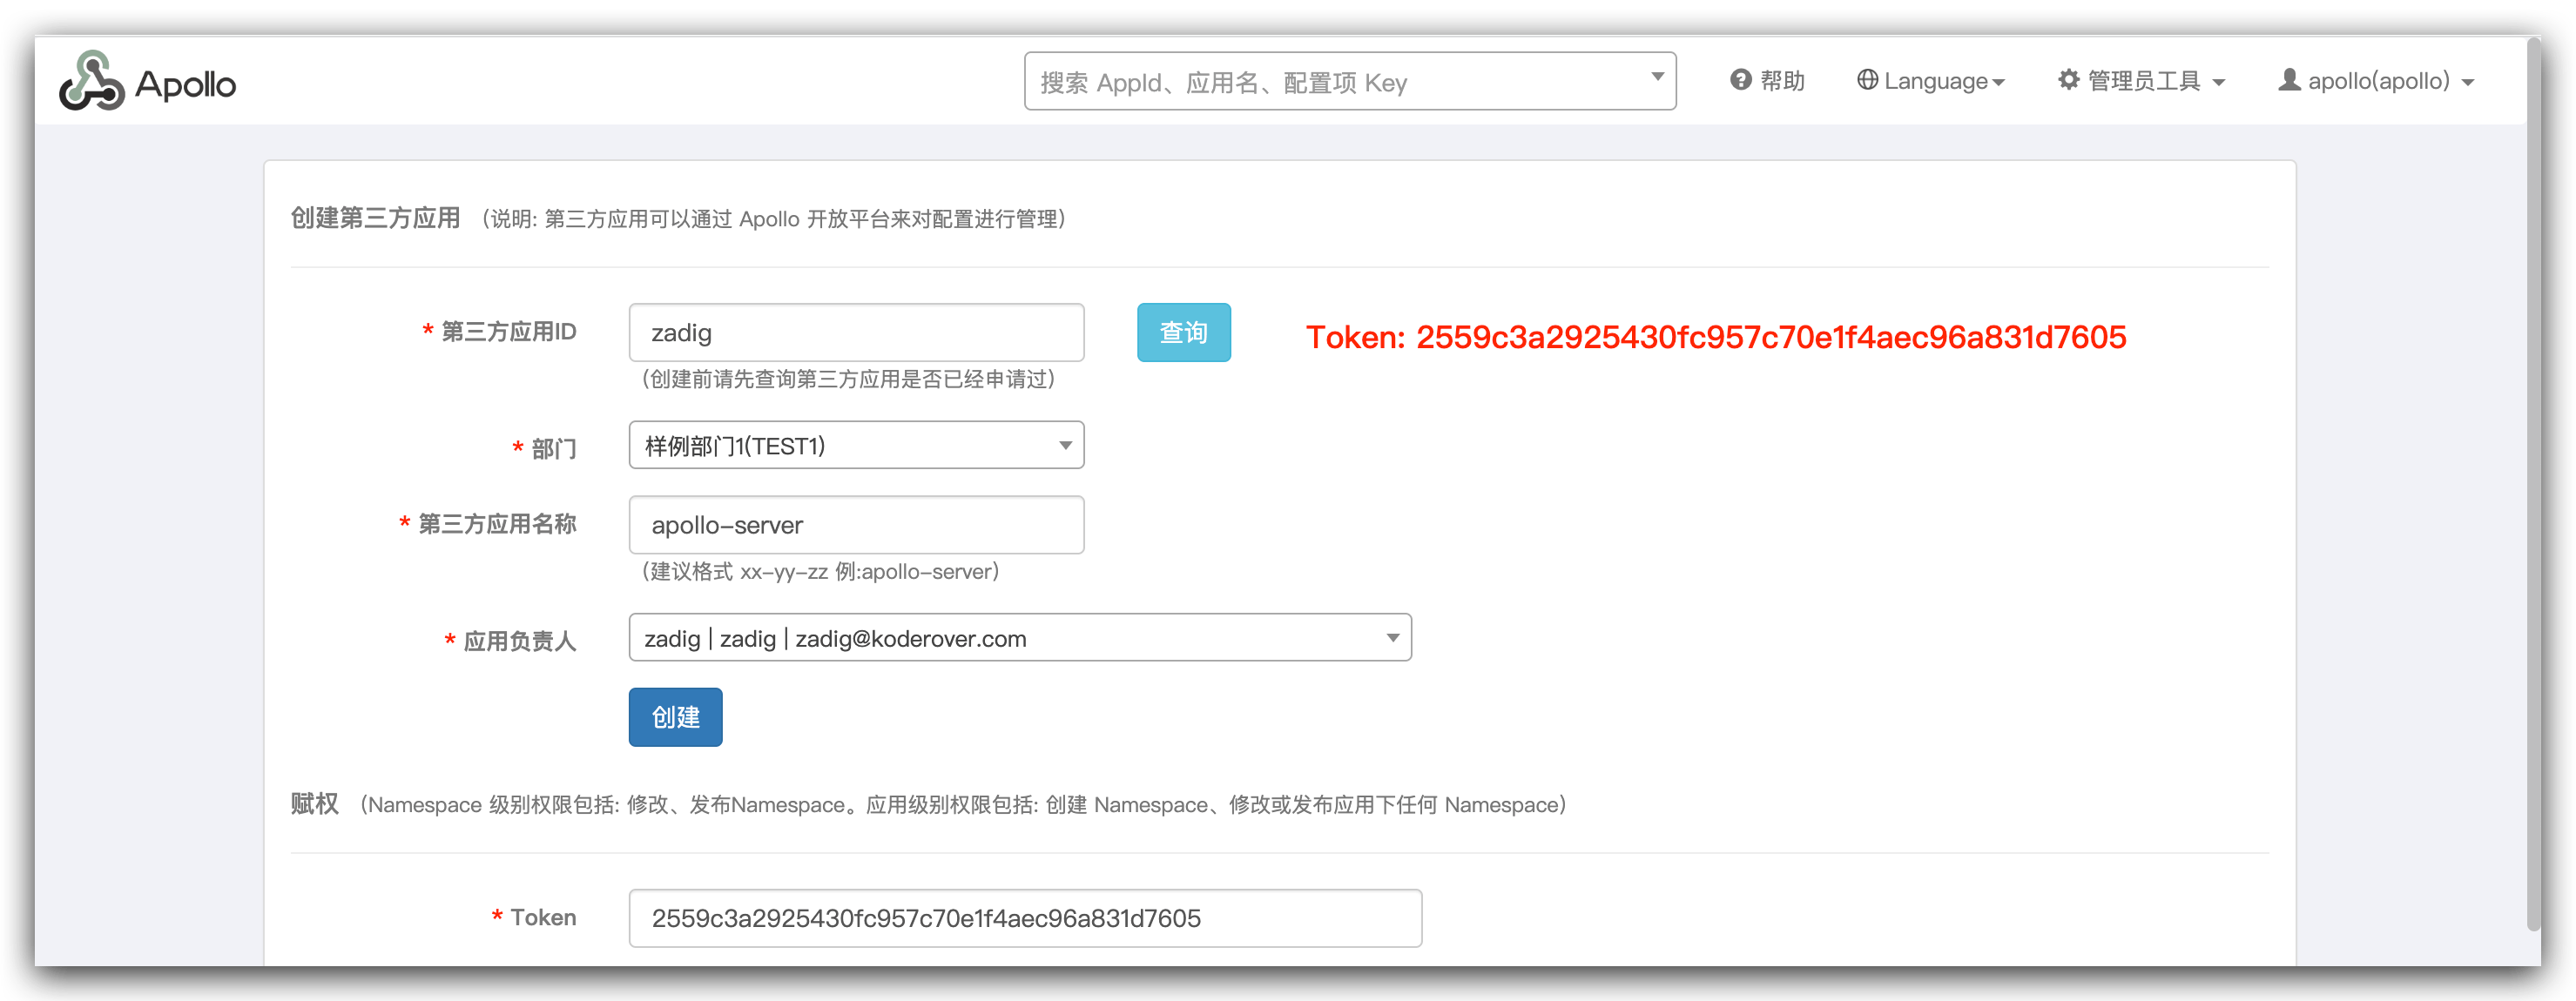 Apollo
搜索 AppId、应用名、配置项 Key
帮助
Language
管理员工具
apollo(apollo)
创建第三方应用 (说明: 第三方应用可以通过 Apollo 开放平台来对配置进行管理)
* 第三方应用ID
zadig
查询
Token: 2559c3a2925430fc957c70e1f4aec96a831d7605
(创建前请先查询第三方应用是否已经申请过)
* 部门
样例部门1(TEST1)
* 第三方应用名称
apollo-server
(建议格式 xx-yy-zz 例:apollo-server)
* 应用负责人
zadig | zadig | zadig@koderover.com
创建
赋权 (Namespace 级别权限包括: 修改、发布Namespace。应用级别权限包括: 创建 Namespace、修改或发布应用下任何 Namespace)
* Token
2559c3a2925430fc957c70e1f4aec96a831d7605